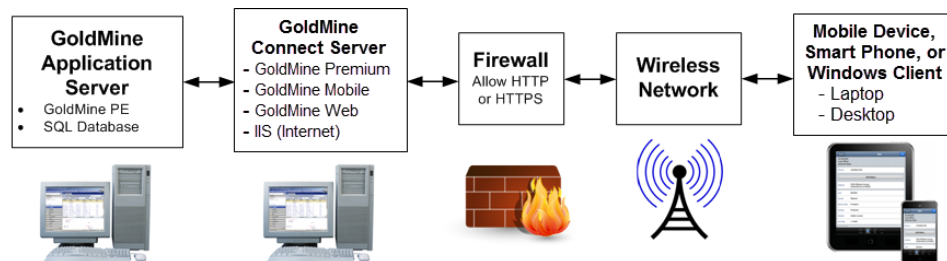 GoldMine
Application
Server
• GoldMine PE
• SQL Database
GoldMine
Connect Server
- GoldMine Premium
- GoldMine Mobile
- GoldMine Web
- IIS (Internet)
Firewall
Allow HTTP
or HTTPS
Wireless
Network
Mobile Device,
Smart Phone, or
Windows Client
- Laptop
- Desktop